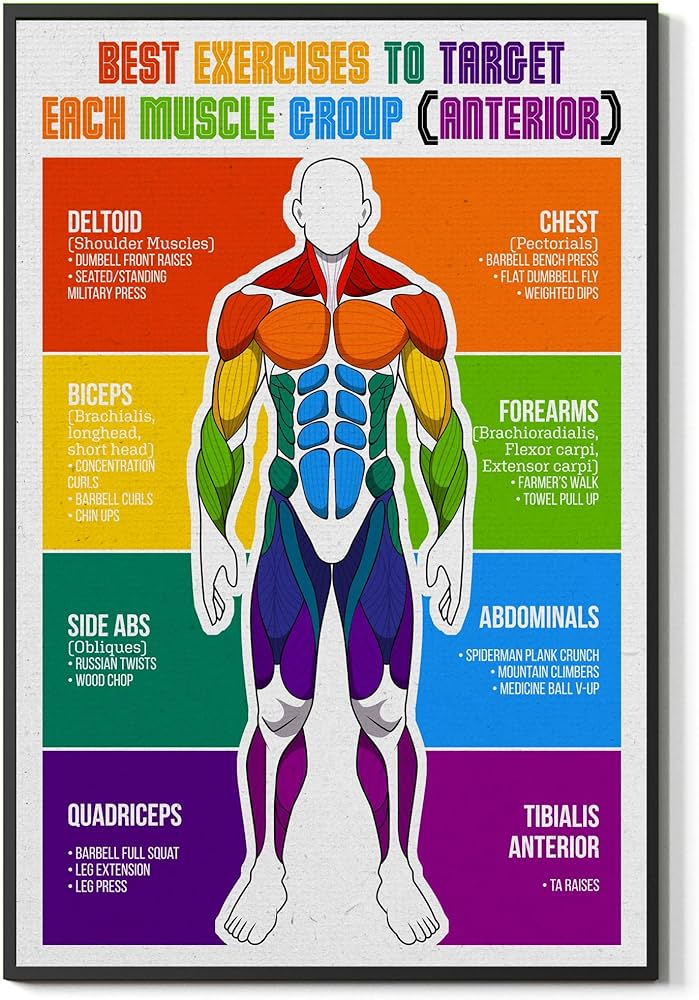 BEST EXERCISES TO TARGET
EACH MUSCLE GROUP (ANTERIOR)
DELTOID
(Shoulder Muscles)
• DUMBELL FRONT RAISES
• SEATED/STANDING
MILITARY PRESS
CHEST
(Pectorials)
• BARBELL BENCH PRESS
• FLAT DUMBBELL FLY
• WEIGHTED DIPS
BICEPS
(Brachialis,
longhead,
short head)
• CONCENTRATION
CURLS
• BARBELL CURLS
• CHIN UPS
FOREARMS
(Brachioradialis,
Flexor carpi,
Extensor carpi)
• FARMER'S WALK
• TOWEL PULL UP
SIDE ABS
(Obliques)
• RUSSIAN TWISTS
• WOOD CHOP
ABDOMINALS
• SPIDERMAN PLANK CRUNCH
• MOUNTAIN CLIMBERS
• MEDICINE BALL V-UP
QUADRICEPS
• BARBELL FULL SQUAT
• LEG EXTENSION
• LEG PRESS
TIBIALIS
ANTERIOR
• TA RAISES